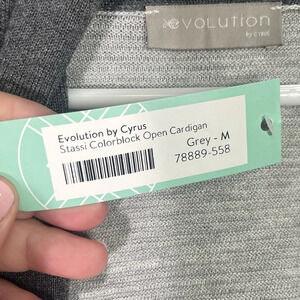 evolution
by cyrus
Evolution by Cyrus
Stassi Colorblock Open Cardigan
Grey - M
78889-558